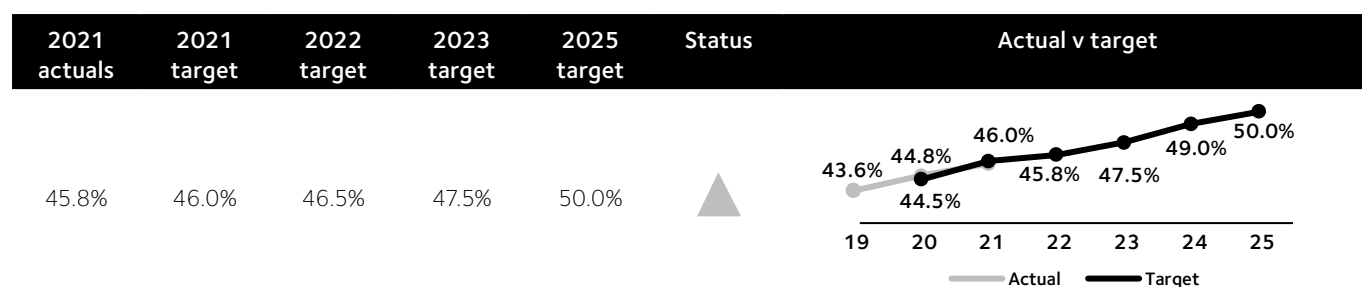 2021 actuals
2021 target
2022 target
2023 target
2025 target
Status
Actual v target
45.8%
46.0%
46.5%
47.5%
50.0%
43.6%
44.8%
44.5%
46.0%
45.8%
47.5%
49.0%
50.0%
19 20 21 22 23 24 25
Actual Target